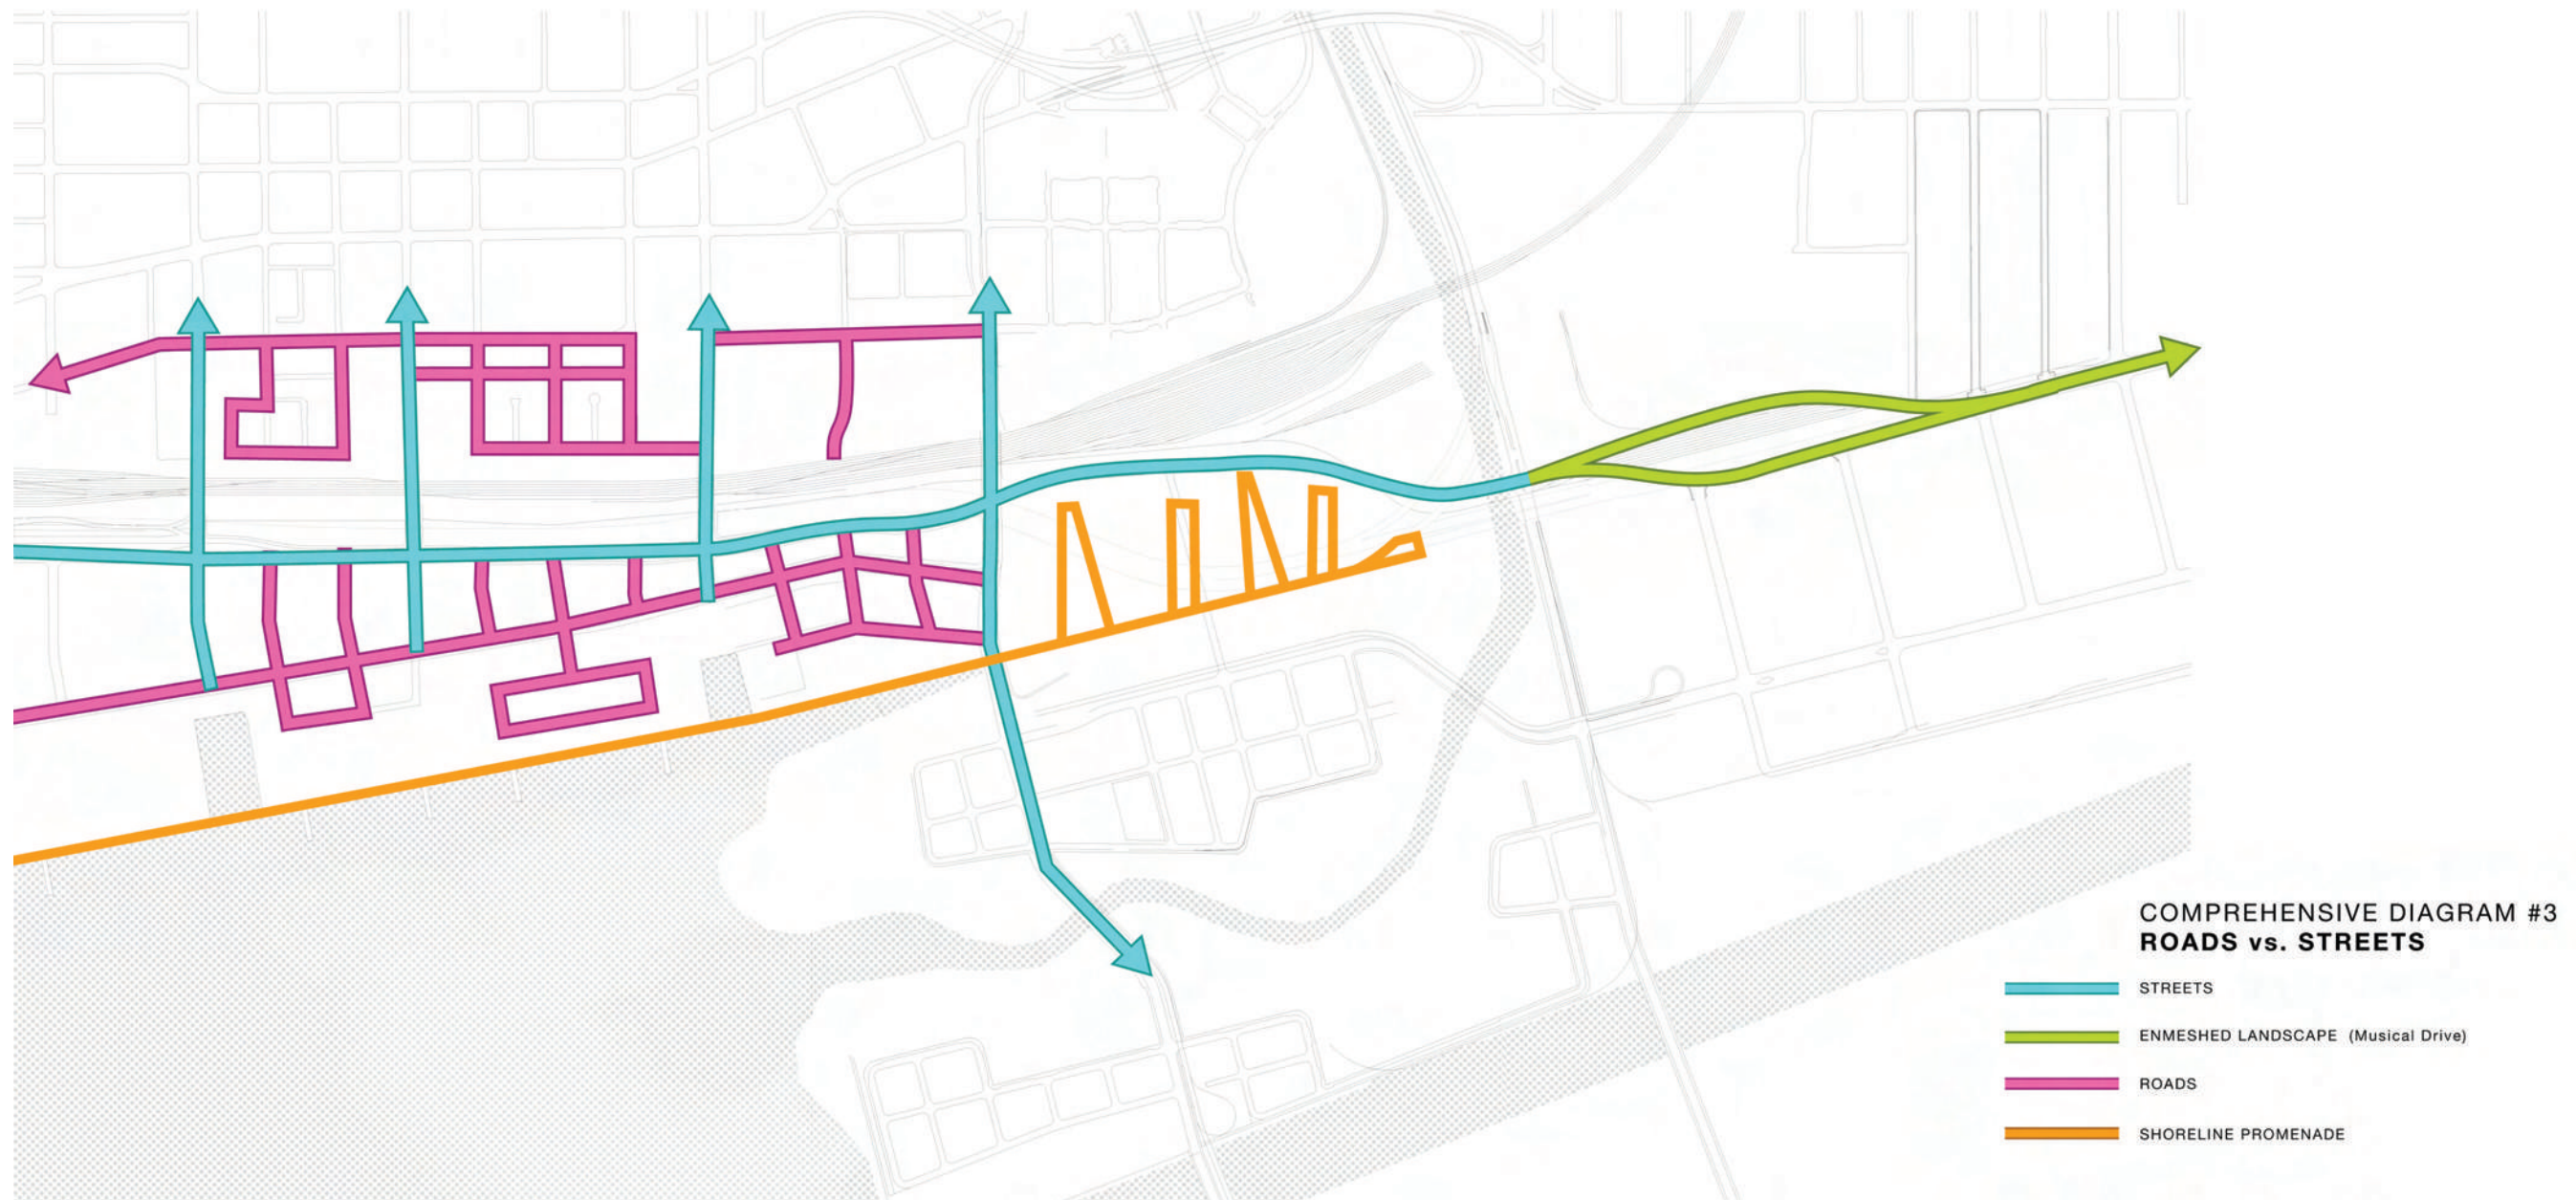 COMPREHENSIVE DIAGRAM #3
ROADS vs. STREETS
STREETS
ENMESHED LANDSCAPE (Musical Drive)
ROADS
SHORELINE PROMENADE